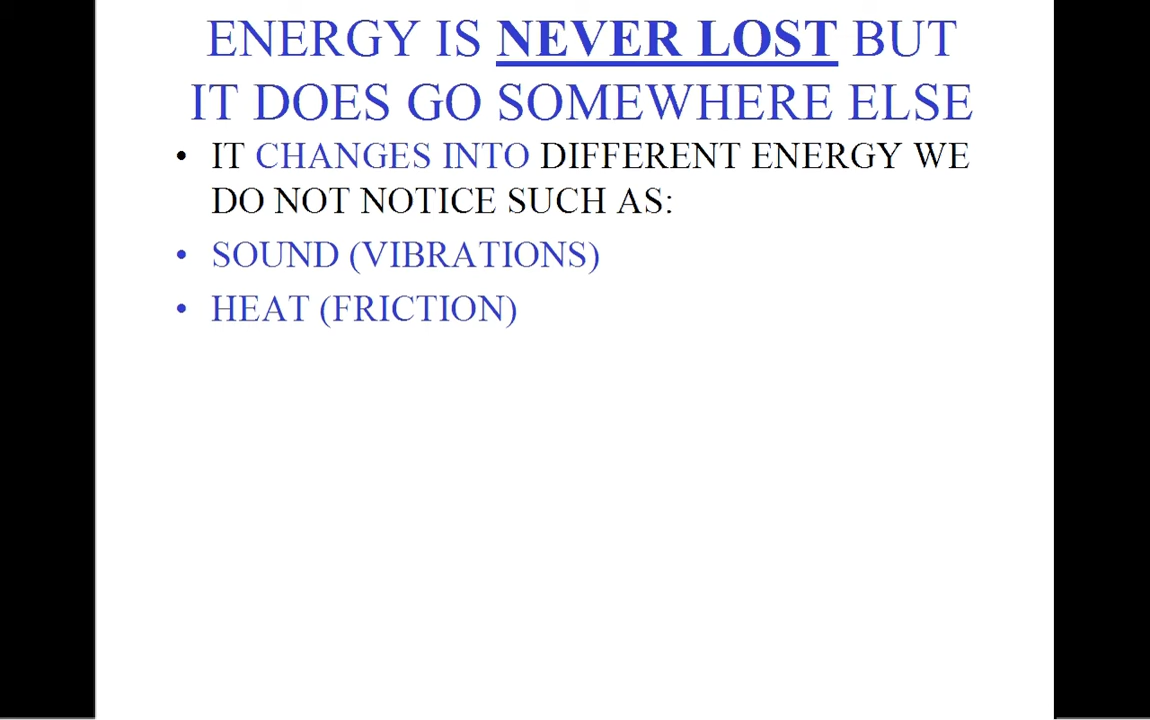 ENERGY IS NEVER LOST BUT
IT DOES GO SOMEWHERE ELSE
• IT CHANGES INTO DIFFERENT ENERGY WE
DO NOT NOTICE SUCH AS:
• SOUND (VIBRATIONS)
• HEAT (FRICTION)